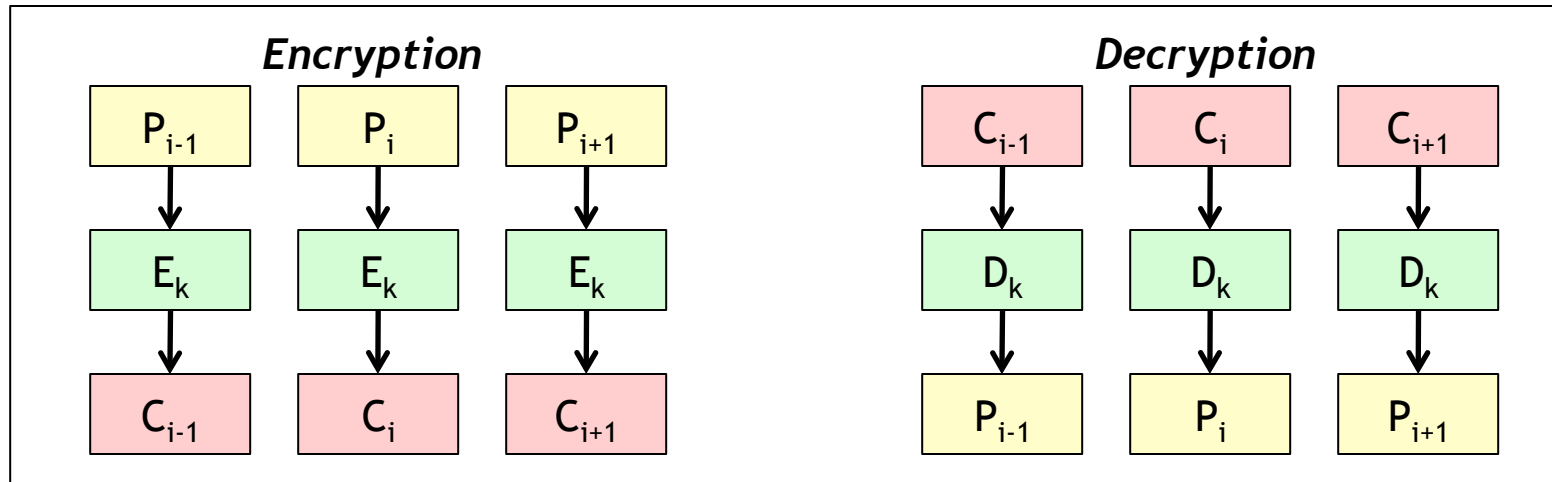 Encryption Decryption
P_{i-1} P_i P_{i+1} C_{i-1} C_i C_{i+1}
E_k E_k E_k D_k D_k D_k
C_{i-1} C_i C_{i+1} P_{i-1} P_i P_{i+1}